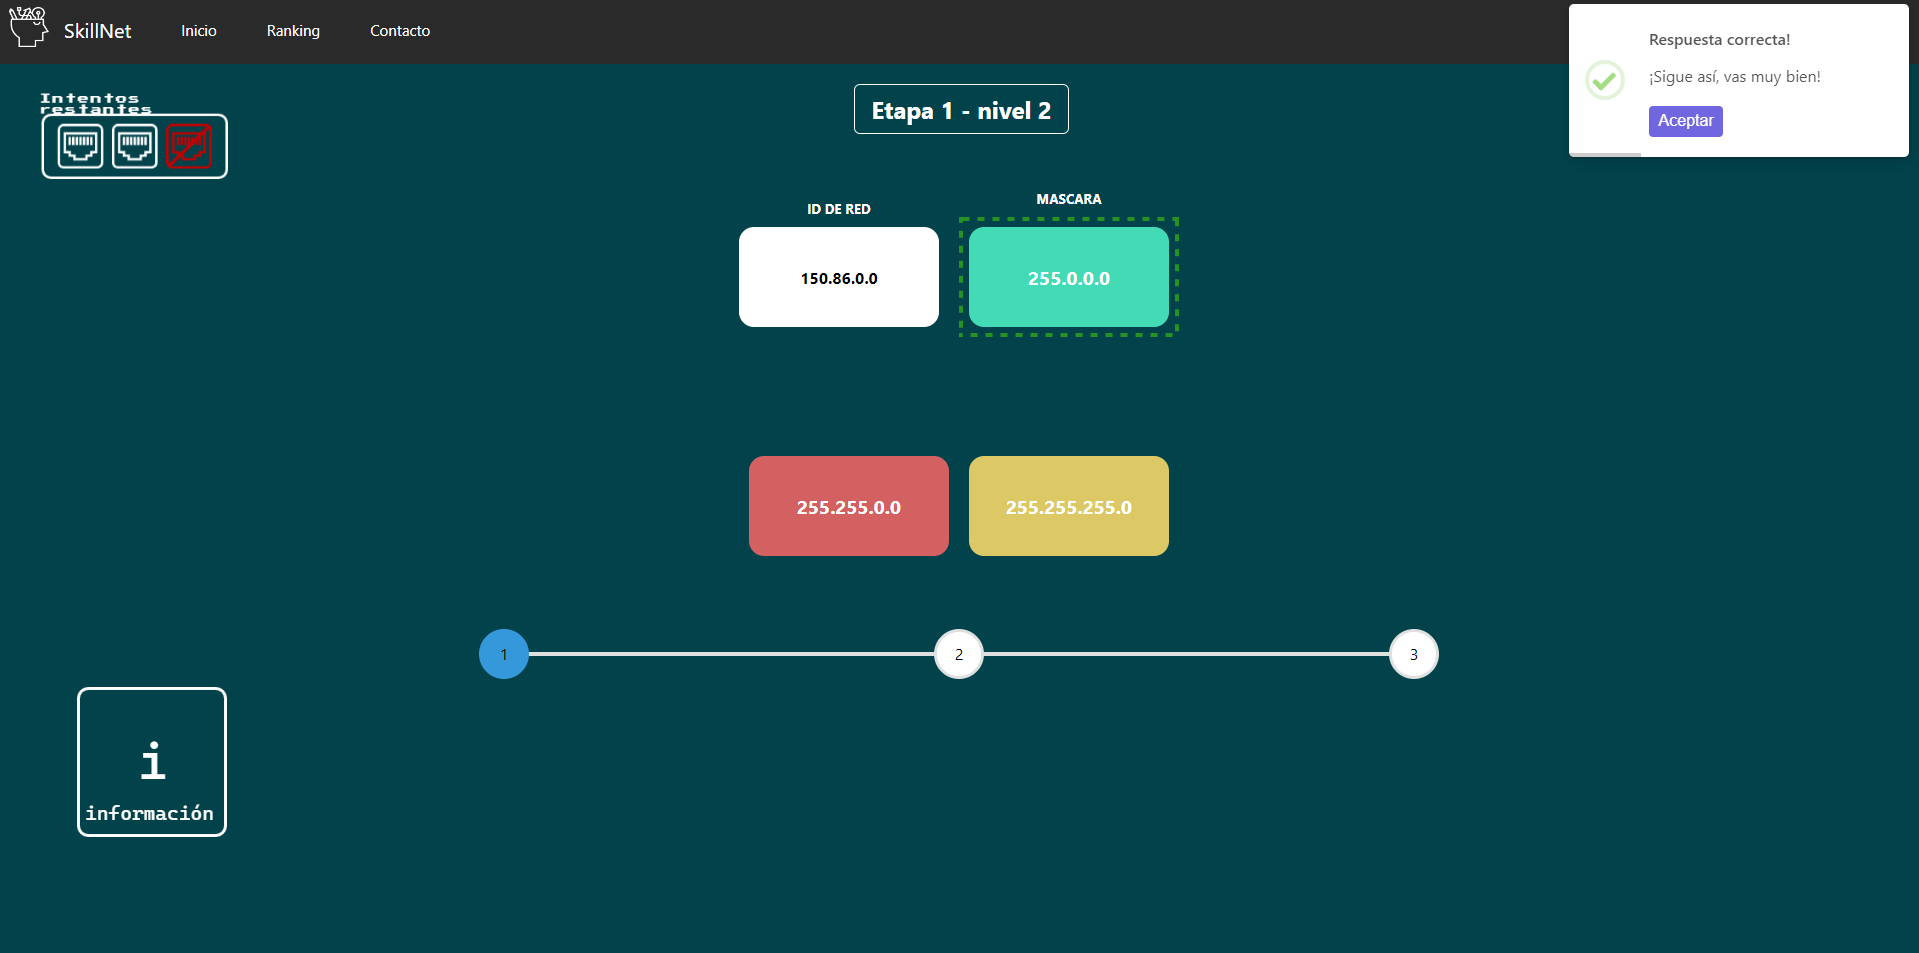 SkillNet
Inicio
Ranking
Contacto
Respuesta correcta!
¡Sigue así, vas muy bien!
Aceptar
Intentos
restantes
Etapa 1 - nivel 2
ID DE RED
MASCARA
150.86.0.0
255.0.0.0
255.255.0.0
255.255.255.0
1
2
3
i
información